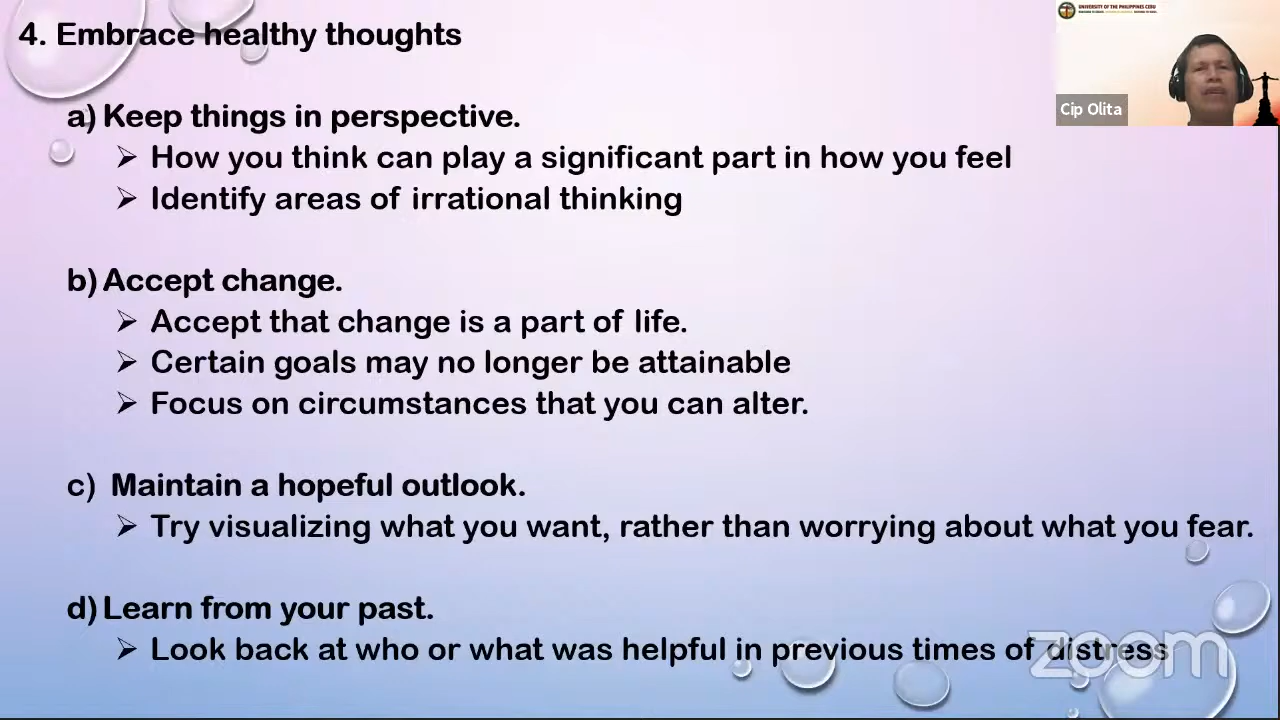 4. Embrace healthy thoughts
UNIVERSITY OF THE PHILIPPINES CEBU
Cip Olita
a) Keep things in perspective.
➢ How you think can play a significant part in how you feel
➢ Identify areas of irrational thinking
b) Accept change.
➢ Accept that change is a part of life.
➢ Certain goals may no longer be attainable
➢ Focus on circumstances that you can alter.
c) Maintain a hopeful outlook.
➢ Try visualizing what you want, rather than worrying about what you fear.
d) Learn from your past.
➢ Look back at who or what was helpful in previous times of distress
zoom